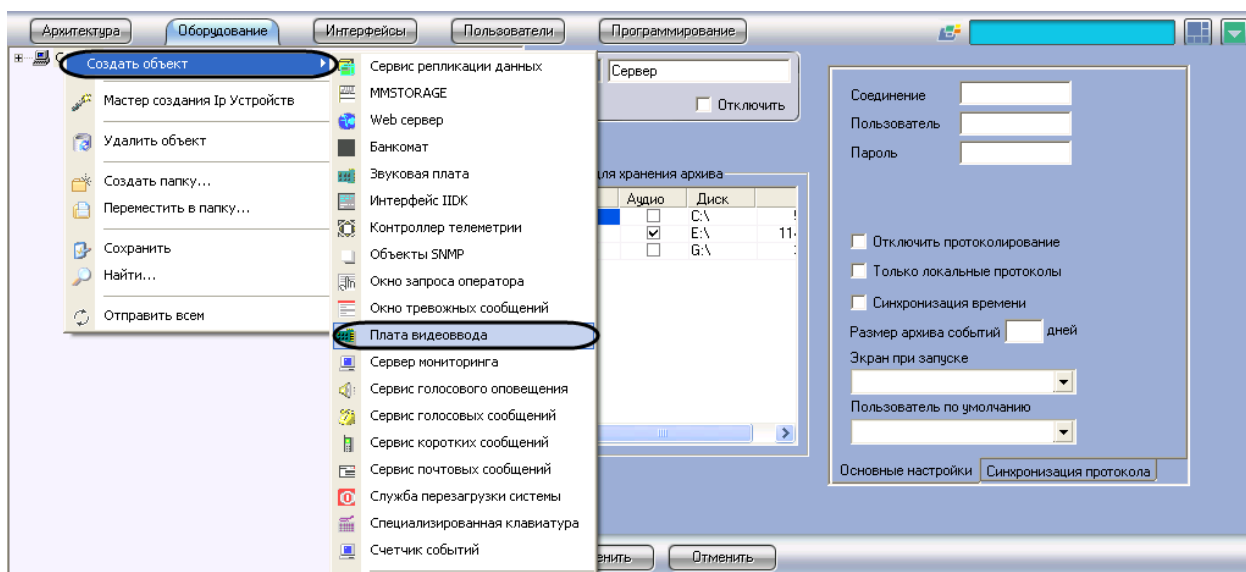 Архитектура Оборудование Интерфейсы Пользователи Программирование
Создать объект
Мастер создания Ip Устройств
Удалить объект
Создать папку...
Переместить в папку...
Сохранить
Найти...
Отправить всем
Сервис репликации данных
MMSTORAGE
Web сервер
Банкомат
Звуковая плата
Интерфейс IIDK
Контроллер телеметрии
Объекты SNMP
Окно запроса оператора
Окно тревожных сообщений
Плата видеоввода
Сервер мониторинга
Сервис голосового оповещения
Сервис голосовых сообщений
Сервис коротких сообщений
Сервис почтовых сообщений
Служба перезагрузки системы
Специализированная клавиатура
Счетчик событий
Сервер
Отключить
для хранения архива
Аудио Диск
C:\
E:\ 11
G:\
Соединение
Пользователь
Пароль
Отключить протоколирование
Только локальные протоколы
Синхронизация времени
Размер архива событий дней
Экран при запуске
Пользователь по умолчанию
Основные настройки Синхронизация протокола
Отменить